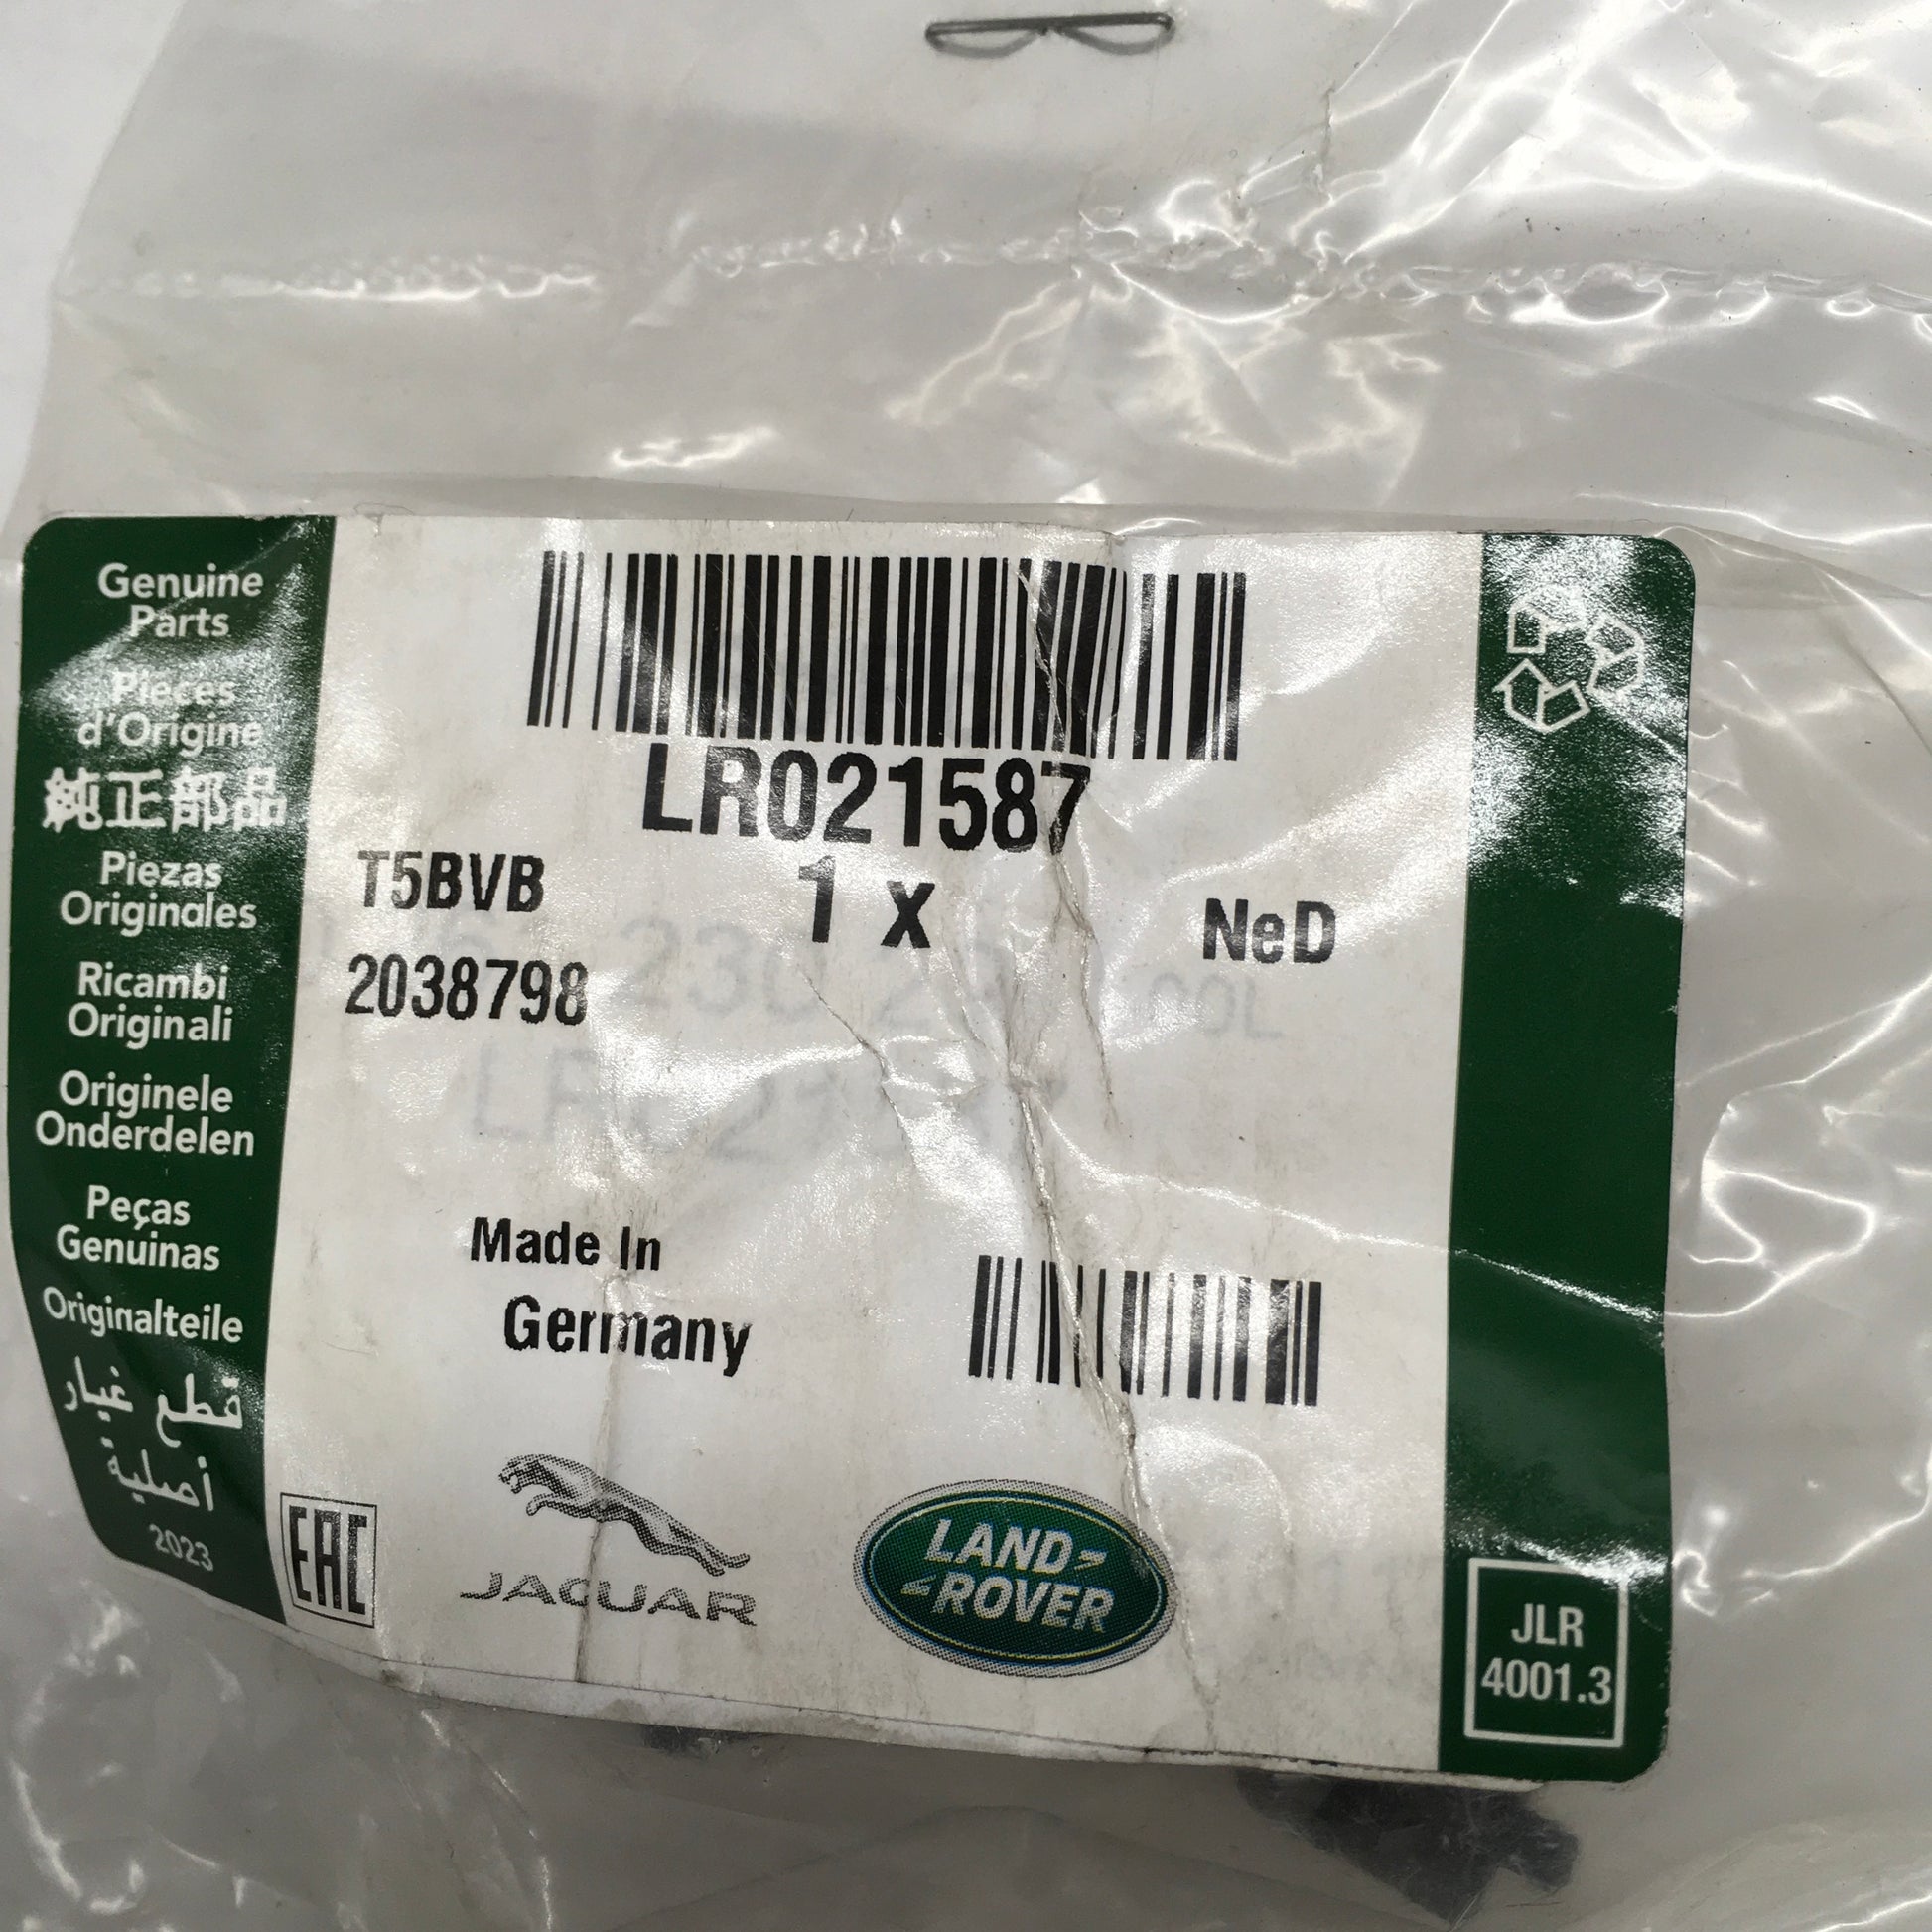 Genuine
Parts
Pièces
d'Origine
純正部品
Piezas
Originales
Ricambi
Originali
Originele
Onderdelen
Peças
Genuinas
Originalteile
قطع غيار
أصلية
2023
LR021587
T5BVB
1 x
NeD
2038798
Made In
Germany
EAC
JAGUAR
LAND
ROVER
JLR
4001.3